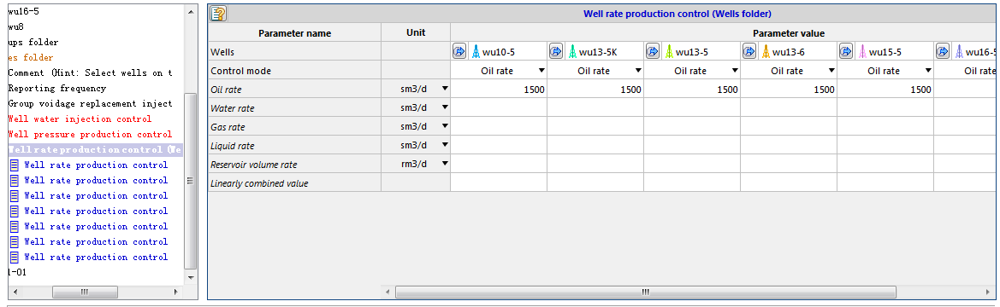 wu16-5
wu8
ups folder
es folder
Comment (Hint: Select wells on t
Reporting frequency
Group voidage replacement inject
Well water injection control
Well pressure production control
Well rate production control (We
Well rate production control
Well rate production control
Well rate production control
Well rate production control
Well rate production control
Well rate production control
Well rate production control
l-01
Well rate production control (Wells folder)
Parameter name Unit Parameter value
Wells wu10-5 wu13-5K wu13-5 wu13-6 wu15-5 wu16-5
Control mode Oil rate Oil rate Oil rate Oil rate Oil rate Oil rate
Oil rate sm3/d 1500 1500 1500 1500 1500
Water rate sm3/d
Gas rate sm3/d
Liquid rate sm3/d
Reservoir volume rate rm3/d
Linearly combined value